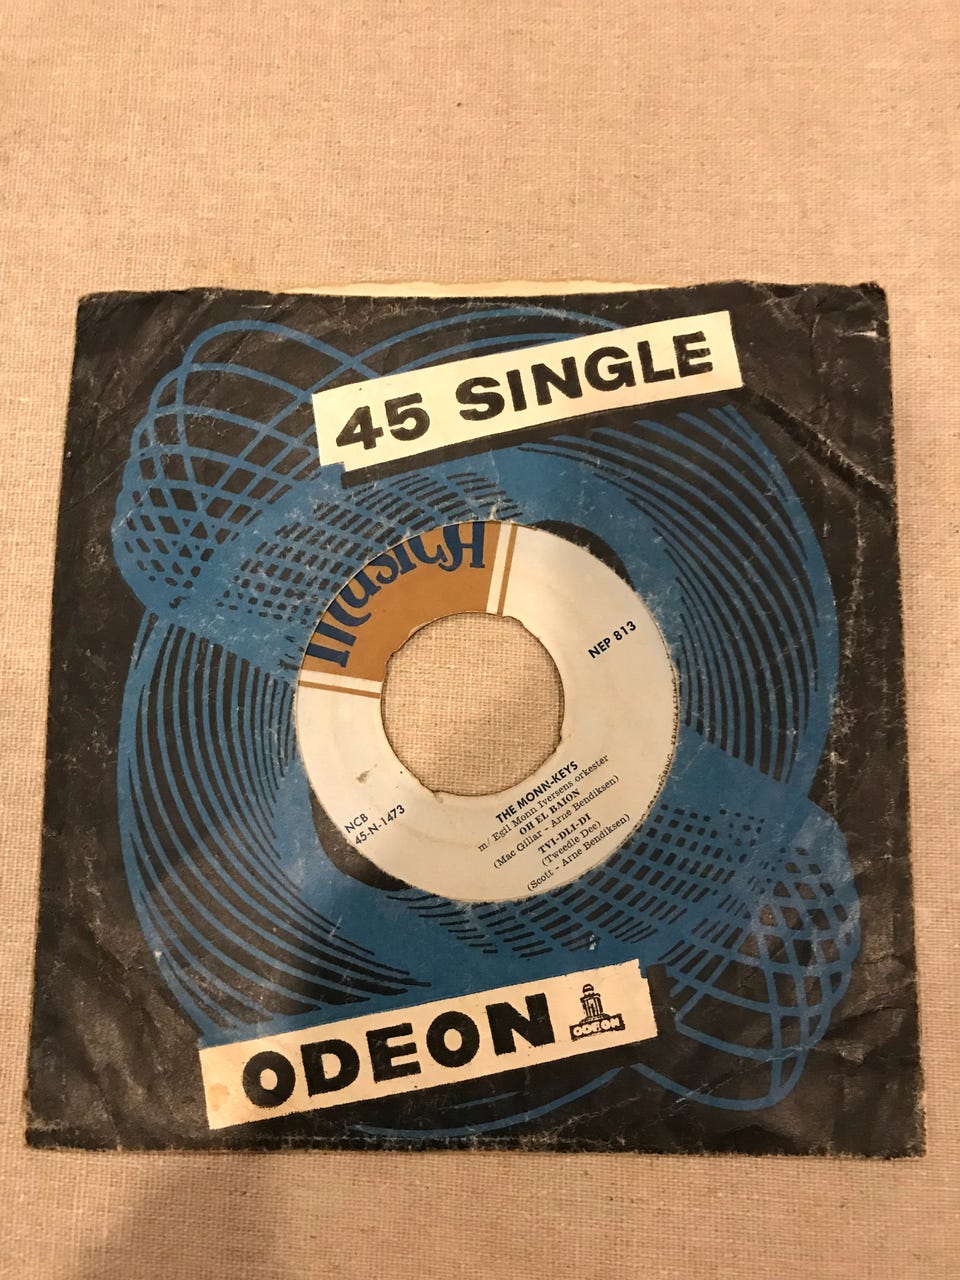 45 SINGLE
Musica
NEP 813
NCB
45-N-1473
THE MONN-KEYS
m/ Egil Monn Iversens orkester
OH EL BAION
(Mac Gillar - Arne Bendiksen)
TVI-DLI-DI
(Tweedle Dee)
(Scott - Arne Bendiksen)
ODEON
ODEON